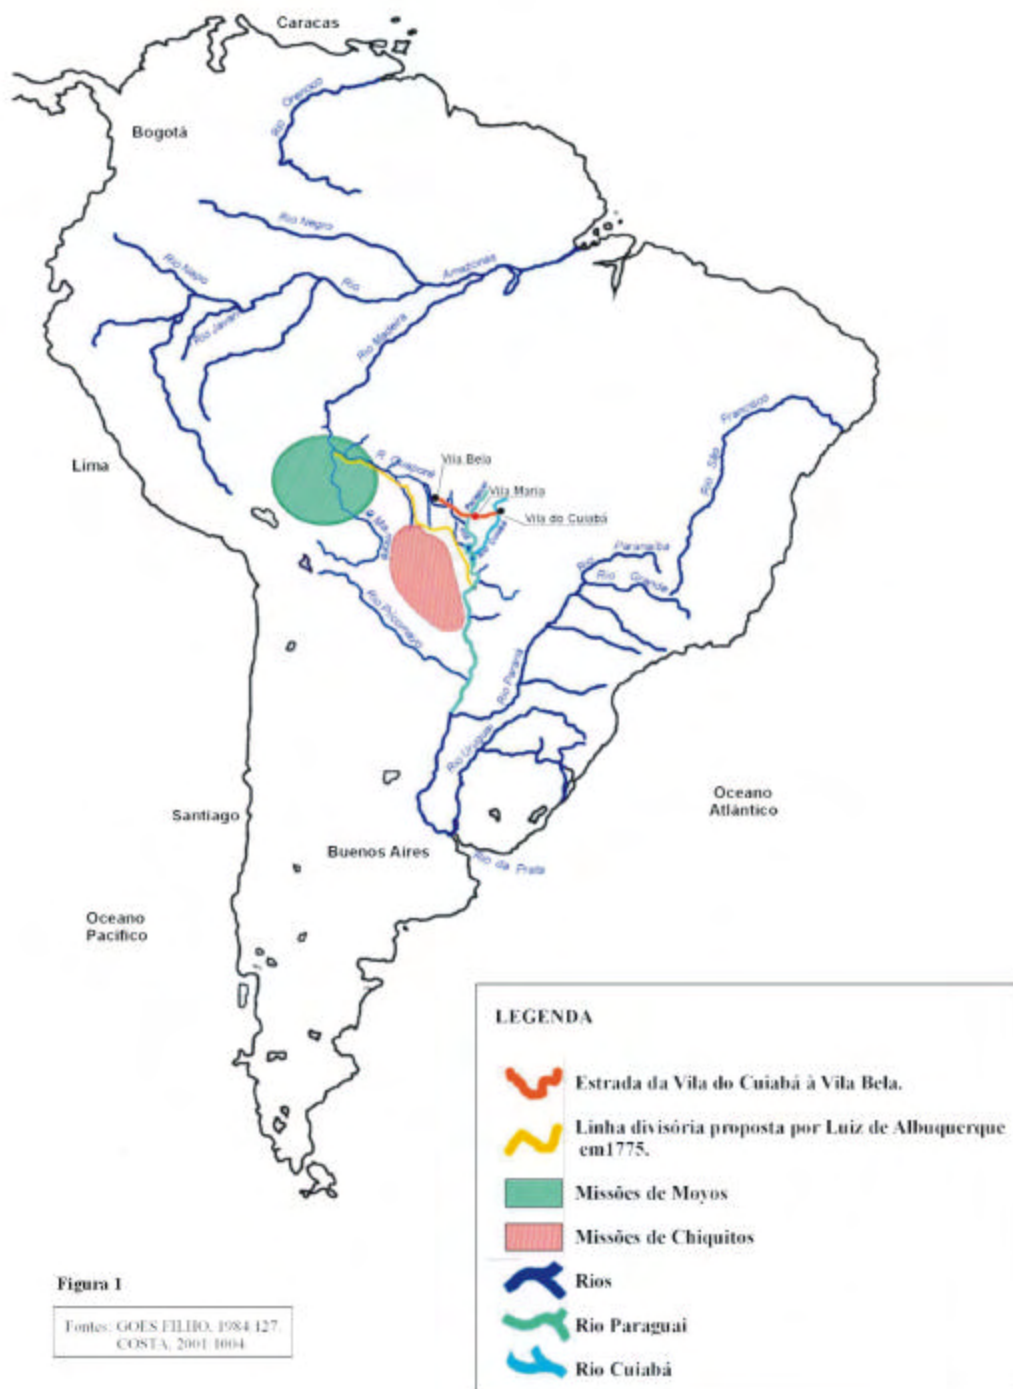 Caracas
Rio Orenoco
Bogotá
Rio Negro
Rio Napo
Rio
Amazonas
Rio Javari
Rio Madeira
Lima
R. Guaporé
Vila Bela
Vila Maria
Vila do Cuiabá
Paraguai
Rio Cuiabá
Rio São Francisco
Rio Paranaíba
Rio Grande
Rio Pilcomayo
Rio Paraná
Rio Uruguai
Santiago
Buenos Aires
Rio da Prata
Oceano
Atlântico
Oceano
Pacífico
LEGENDA
Estrada da Vila do Cuiabá à Vila Bela.
Linha divisória proposta por Luiz de Albuquerque
em1775.
Missões de Moyos
Missões de Chiquitos
Rios
Rio Paraguai
Rio Cuiabá
Figura 1
Fontes: GOES FILHO, 1984:127.
COSTA, 2001:1004